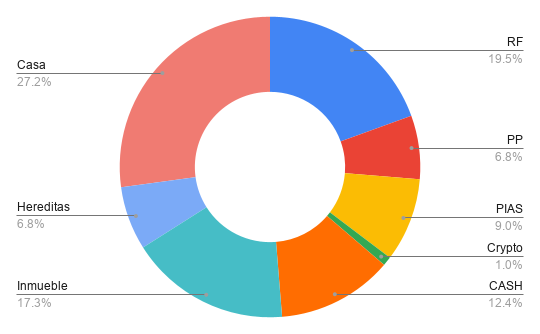 RF
19.5%
PP
6.8%
PIAS
9.0%
Crypto
1.0%
CASH
12.4%
Inmueble
17.3%
Hereditas
6.8%
Casa
27.2%